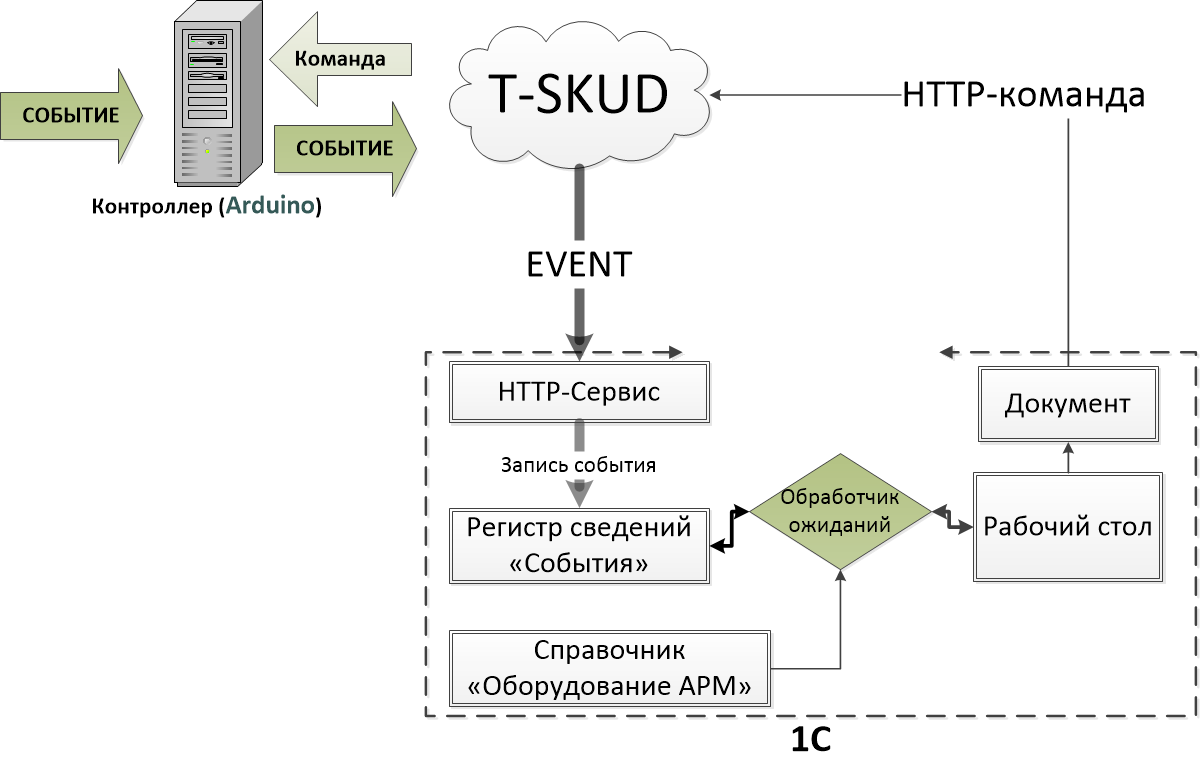 СОБЫТИЕ
Команда
СОБЫТИЕ
Контроллер (Arduino)
T-SKUD
HTTP-команда
EVENT
HTTP-Сервис
Запись события
Регистр сведений
«События»
Обработчик
ожиданий
Документ
Рабочий стол
Справочник
«Оборудование АРМ»
1С